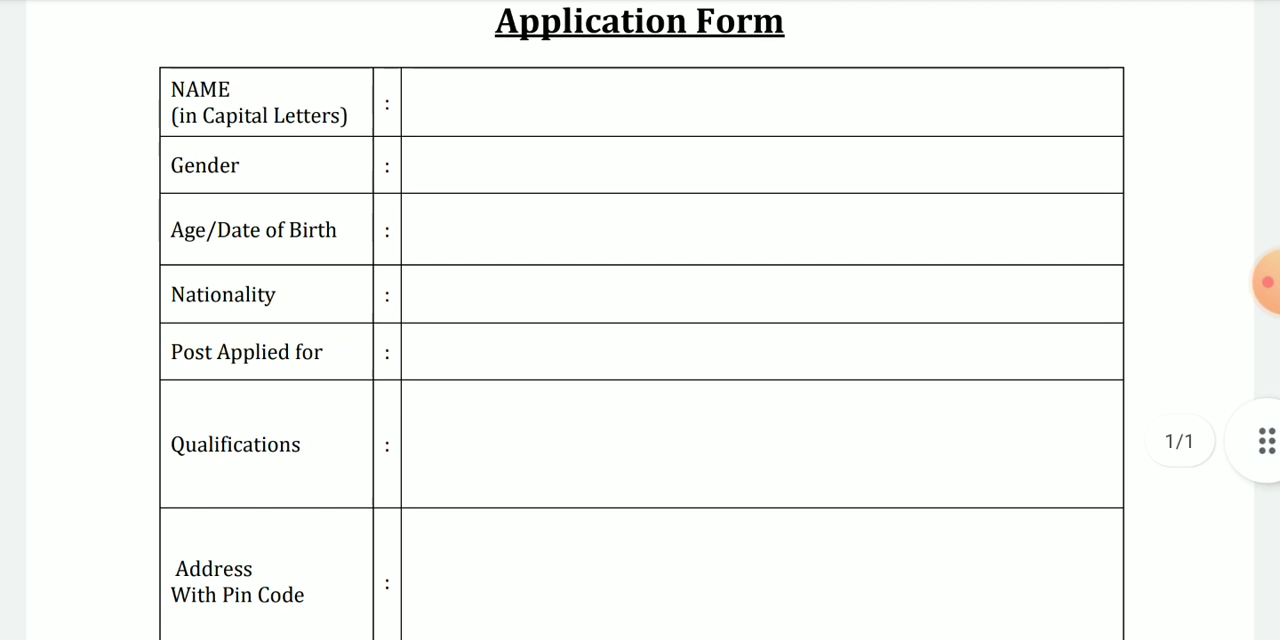 Application Form
NAME
(in Capital Letters)
:
Gender :
Age/Date of Birth :
Nationality :
Post Applied for :
Qualifications :
Address
With Pin Code
:
1/1